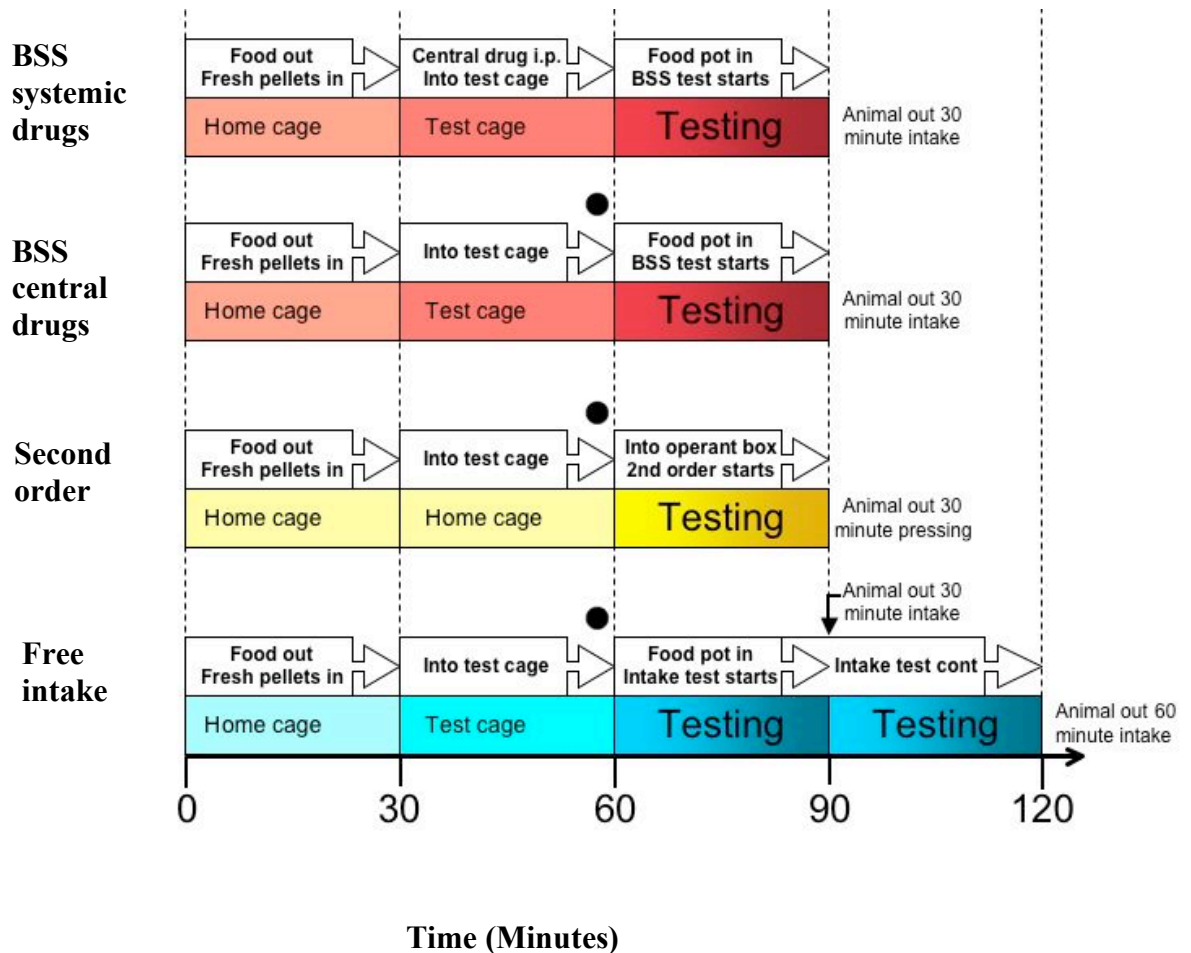 BSS
systemic
drugs
Food out
Fresh pellets in
Central drug i.p.
Into test cage
Food pot in
BSS test starts
Home cage
Test cage
Testing
Animal out 30
minute intake
BSS
central
drugs
Food out
Fresh pellets in
Into test cage
Food pot in
BSS test starts
Home cage
Test cage
Testing
Animal out 30
minute intake
Second
order
Food out
Fresh pellets in
Into test cage
Into operant box
2nd order starts
Home cage
Home cage
Testing
Animal out 30
minute pressing
Free
intake
Animal out 30
minute intake
Food out
Fresh pellets in
Into test cage
Food pot in
Intake test starts
Intake test cont
Home cage
Test cage
Testing
Testing
Animal out 60
minute intake
0
30
60
90
120
Time (Minutes)